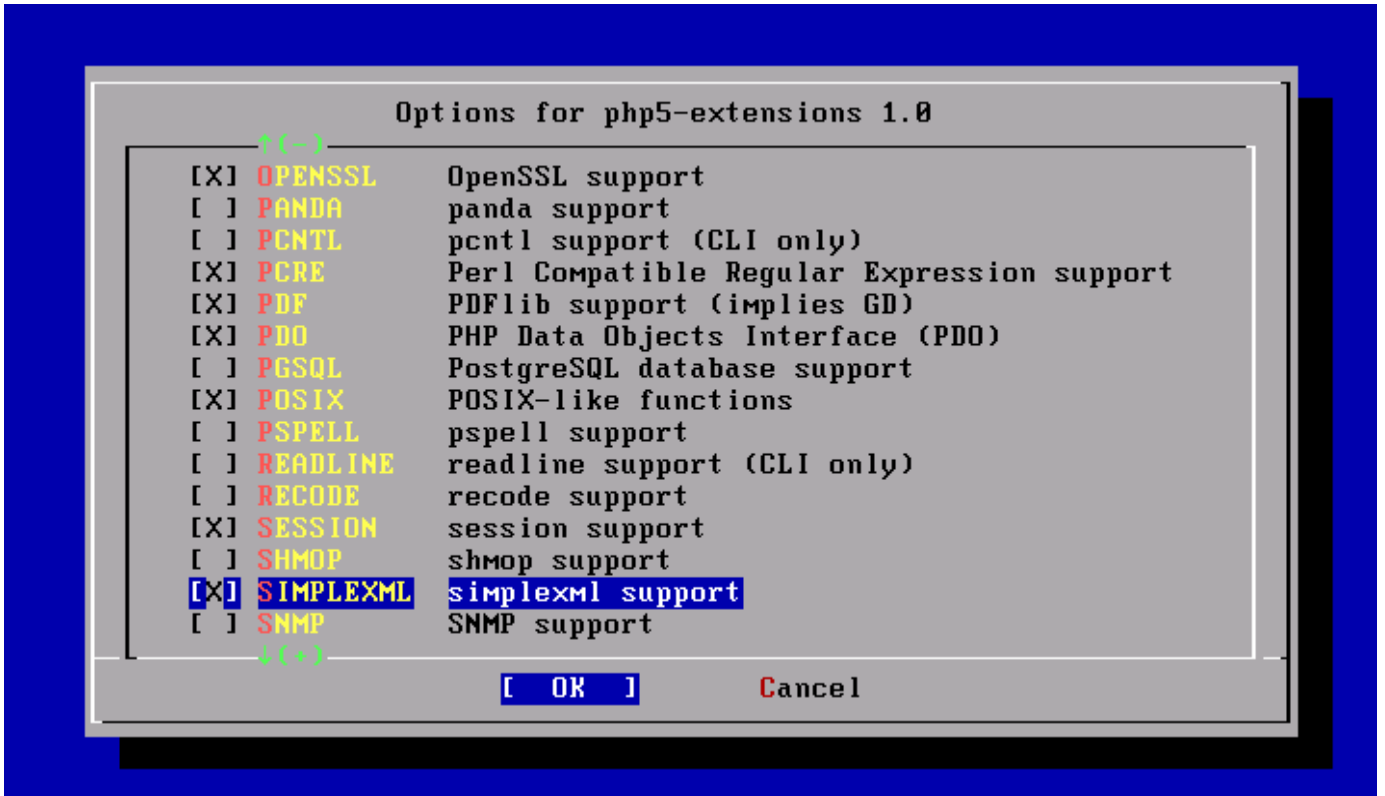 Options for php5-extensions 1.0
↑(-)
[X] OPENSSL OpenSSL support
[ ] PANDA panda support
[ ] PCNTL pcntl support (CLI only)
[X] PCRE Perl Compatible Regular Expression support
[X] PDF PDFlib support (implies GD)
[X] PDO PHP Data Objects Interface (PDO)
[ ] PGSQL PostgreSQL database support
[X] POSIX POSIX-like functions
[ ] PSPELL pspell support
[ ] READLINE readline support (CLI only)
[ ] RECODE recode support
[X] SESSION session support
[ ] SHMOP shmop support
[X] SIMPLEXML simplexml support
[ ] SNMP SNMP support
↓(+)
[ OK ] Cancel